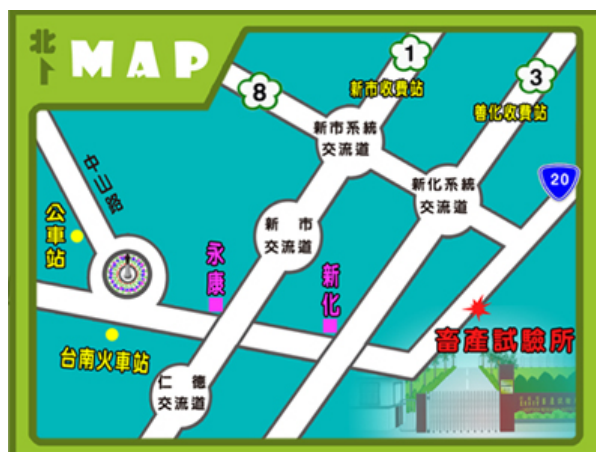 北
MAP
1
3
8
新市收費站
善化收費站
新市系統
交流道
新化系統
交流道
20
中山路
公車站
新市
交流道
永康
新化
台南火車站
畜產試驗所
仁德
交流道